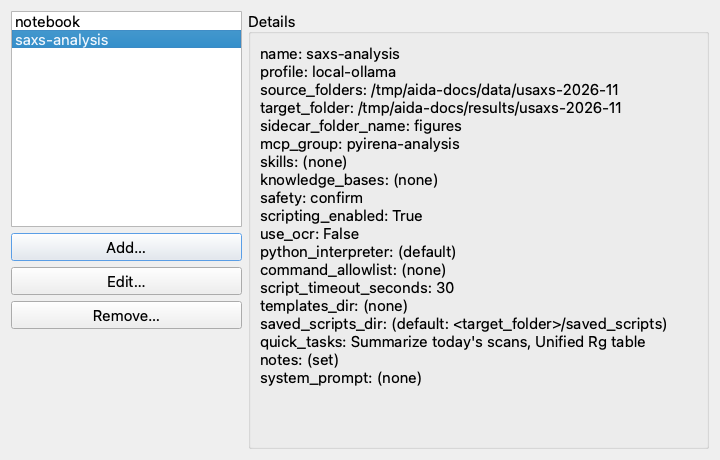 notebook
saxs-analysis
Add...
Edit...
Remove...
Details
name: saxs-analysis
profile: local-ollama
source_folders: /tmp/aida-docs/data/usaxs-2026-11
target_folder: /tmp/aida-docs/results/usaxs-2026-11
sidecar_folder_name: figures
mcp_group: pyirena-analysis
skills: (none)
knowledge_bases: (none)
safety: confirm
scripting_enabled: True
use_ocr: False
python_interpreter: (default)
command_allowlist: (none)
script_timeout_seconds: 30
templates_dir: (none)
saved_scripts_dir: (default: <target_folder>/saved_scripts)
quick_tasks: Summarize today's scans, Unified Rg table
notes: (set)
system_prompt: (none)